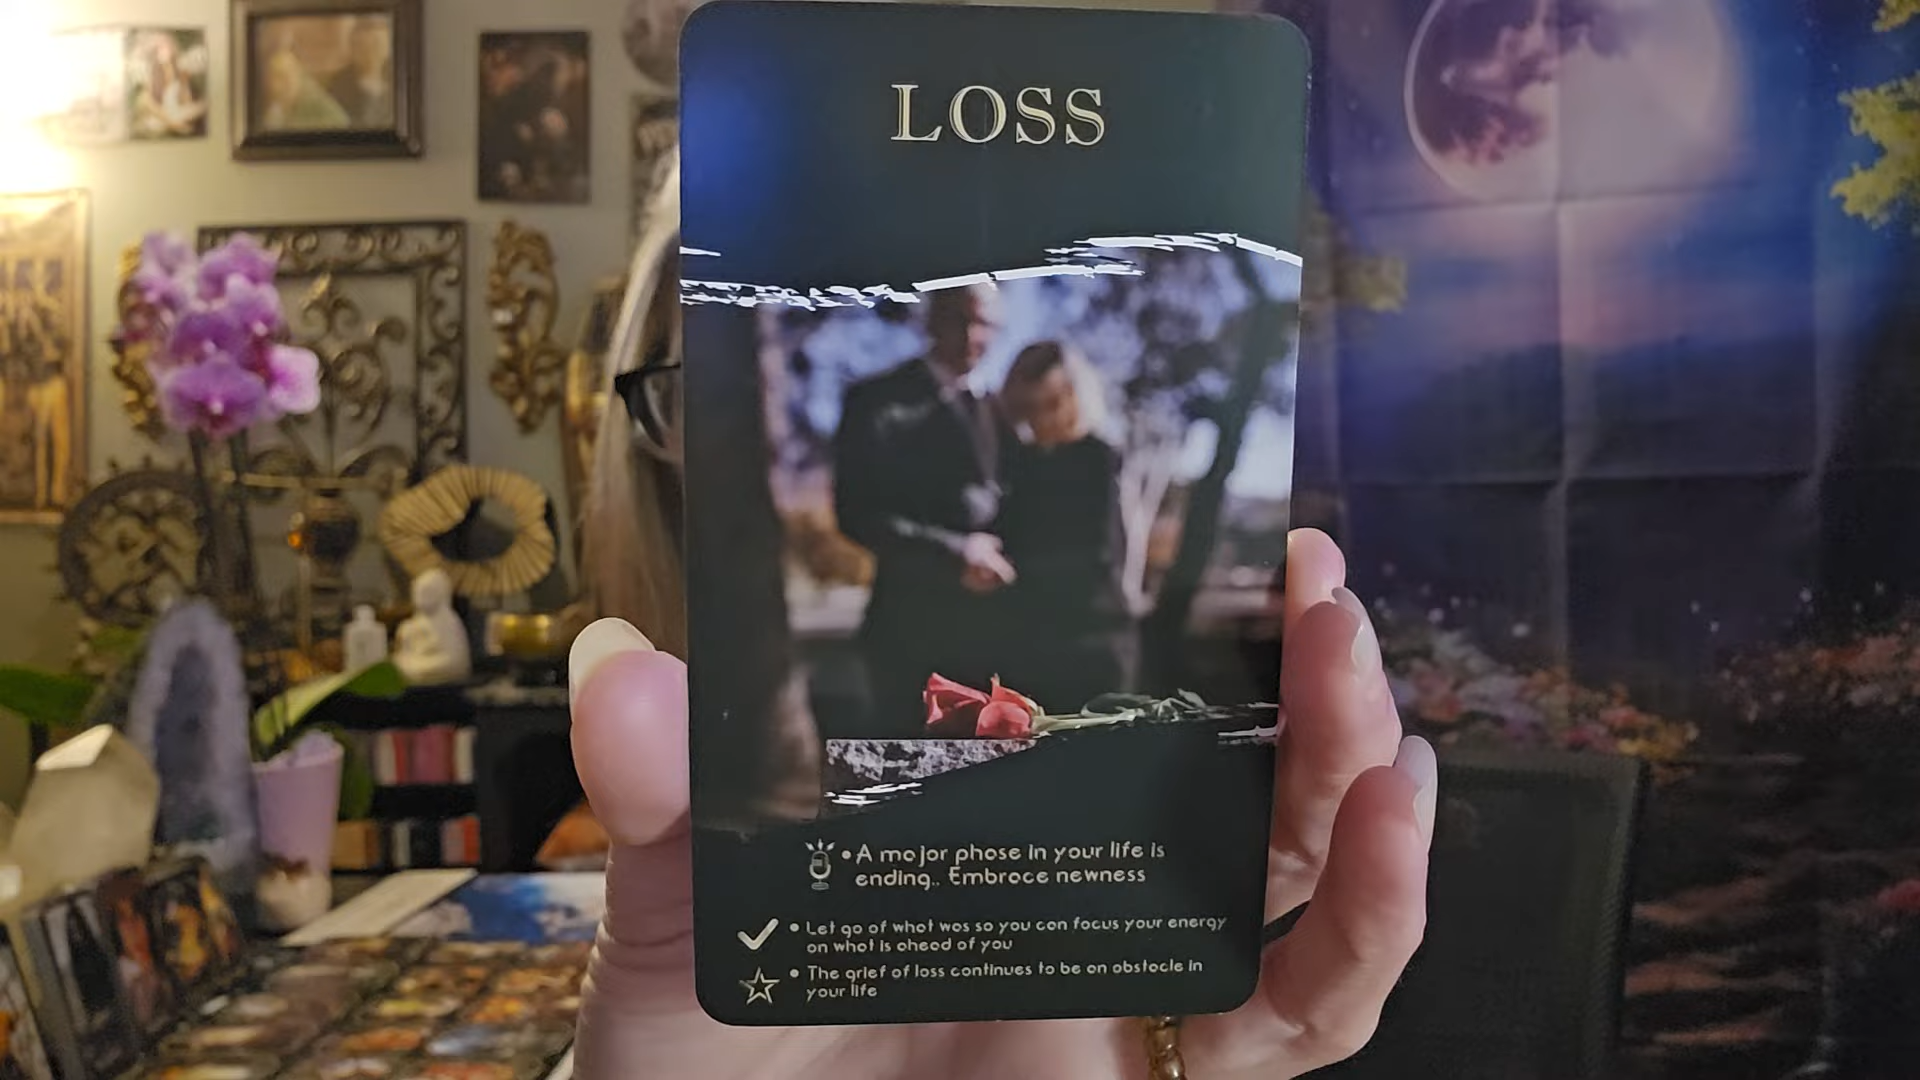 LOSS
• A major phase in your life is
ending.. Embrace newness
• Let go of what was so you can focus your energy
on what is ahead of you
• The grief of loss continues to be an obstacle in
your life